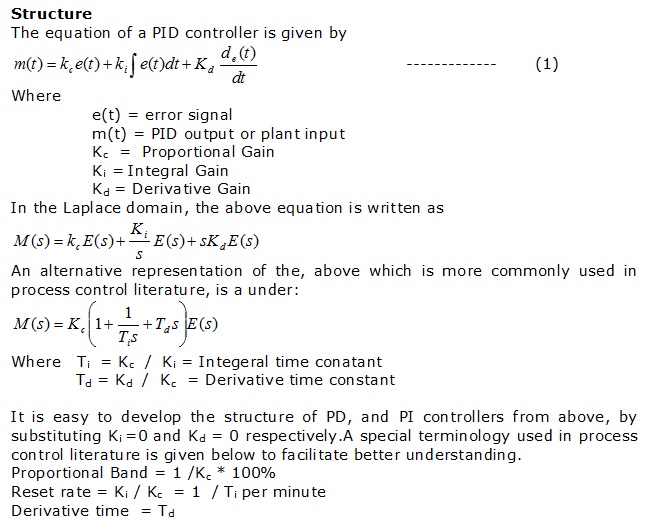 Structure
The equation of a PID controller is given by
m(t) = k_c e(t) + k_i ∫ e(t)dt + K_d d_e(t)/dt ------------- (1)
Where
e(t) = error signal
m(t) = PID output or plant input
K_c = Proportional Gain
K_i = Integral Gain
K_d = Derivative Gain
In the Laplace domain, the above equation is written as
M(s) = k_c E(s) + K_i/s E(s) + sK_d E(s)
An alternative representation of the, above which is more commonly used in
process control literature, is a under:
M(s) = K_c (1 + 1/(T_i s) + T_d s) E(s)
Where T_i = K_c / K_i = Integeral time conatant
T_d = K_d / K_c = Derivative time constant
It is easy to develop the structure of PD, and PI controllers from above, by
substituting K_i =0 and K_d = 0 respectively.A special terminology used in process
control literature is given below to facilitate better understanding.
Proportional Band = 1 /K_c * 100%
Reset rate = K_i / K_c = 1 / T_i per minute
Derivative time = T_d